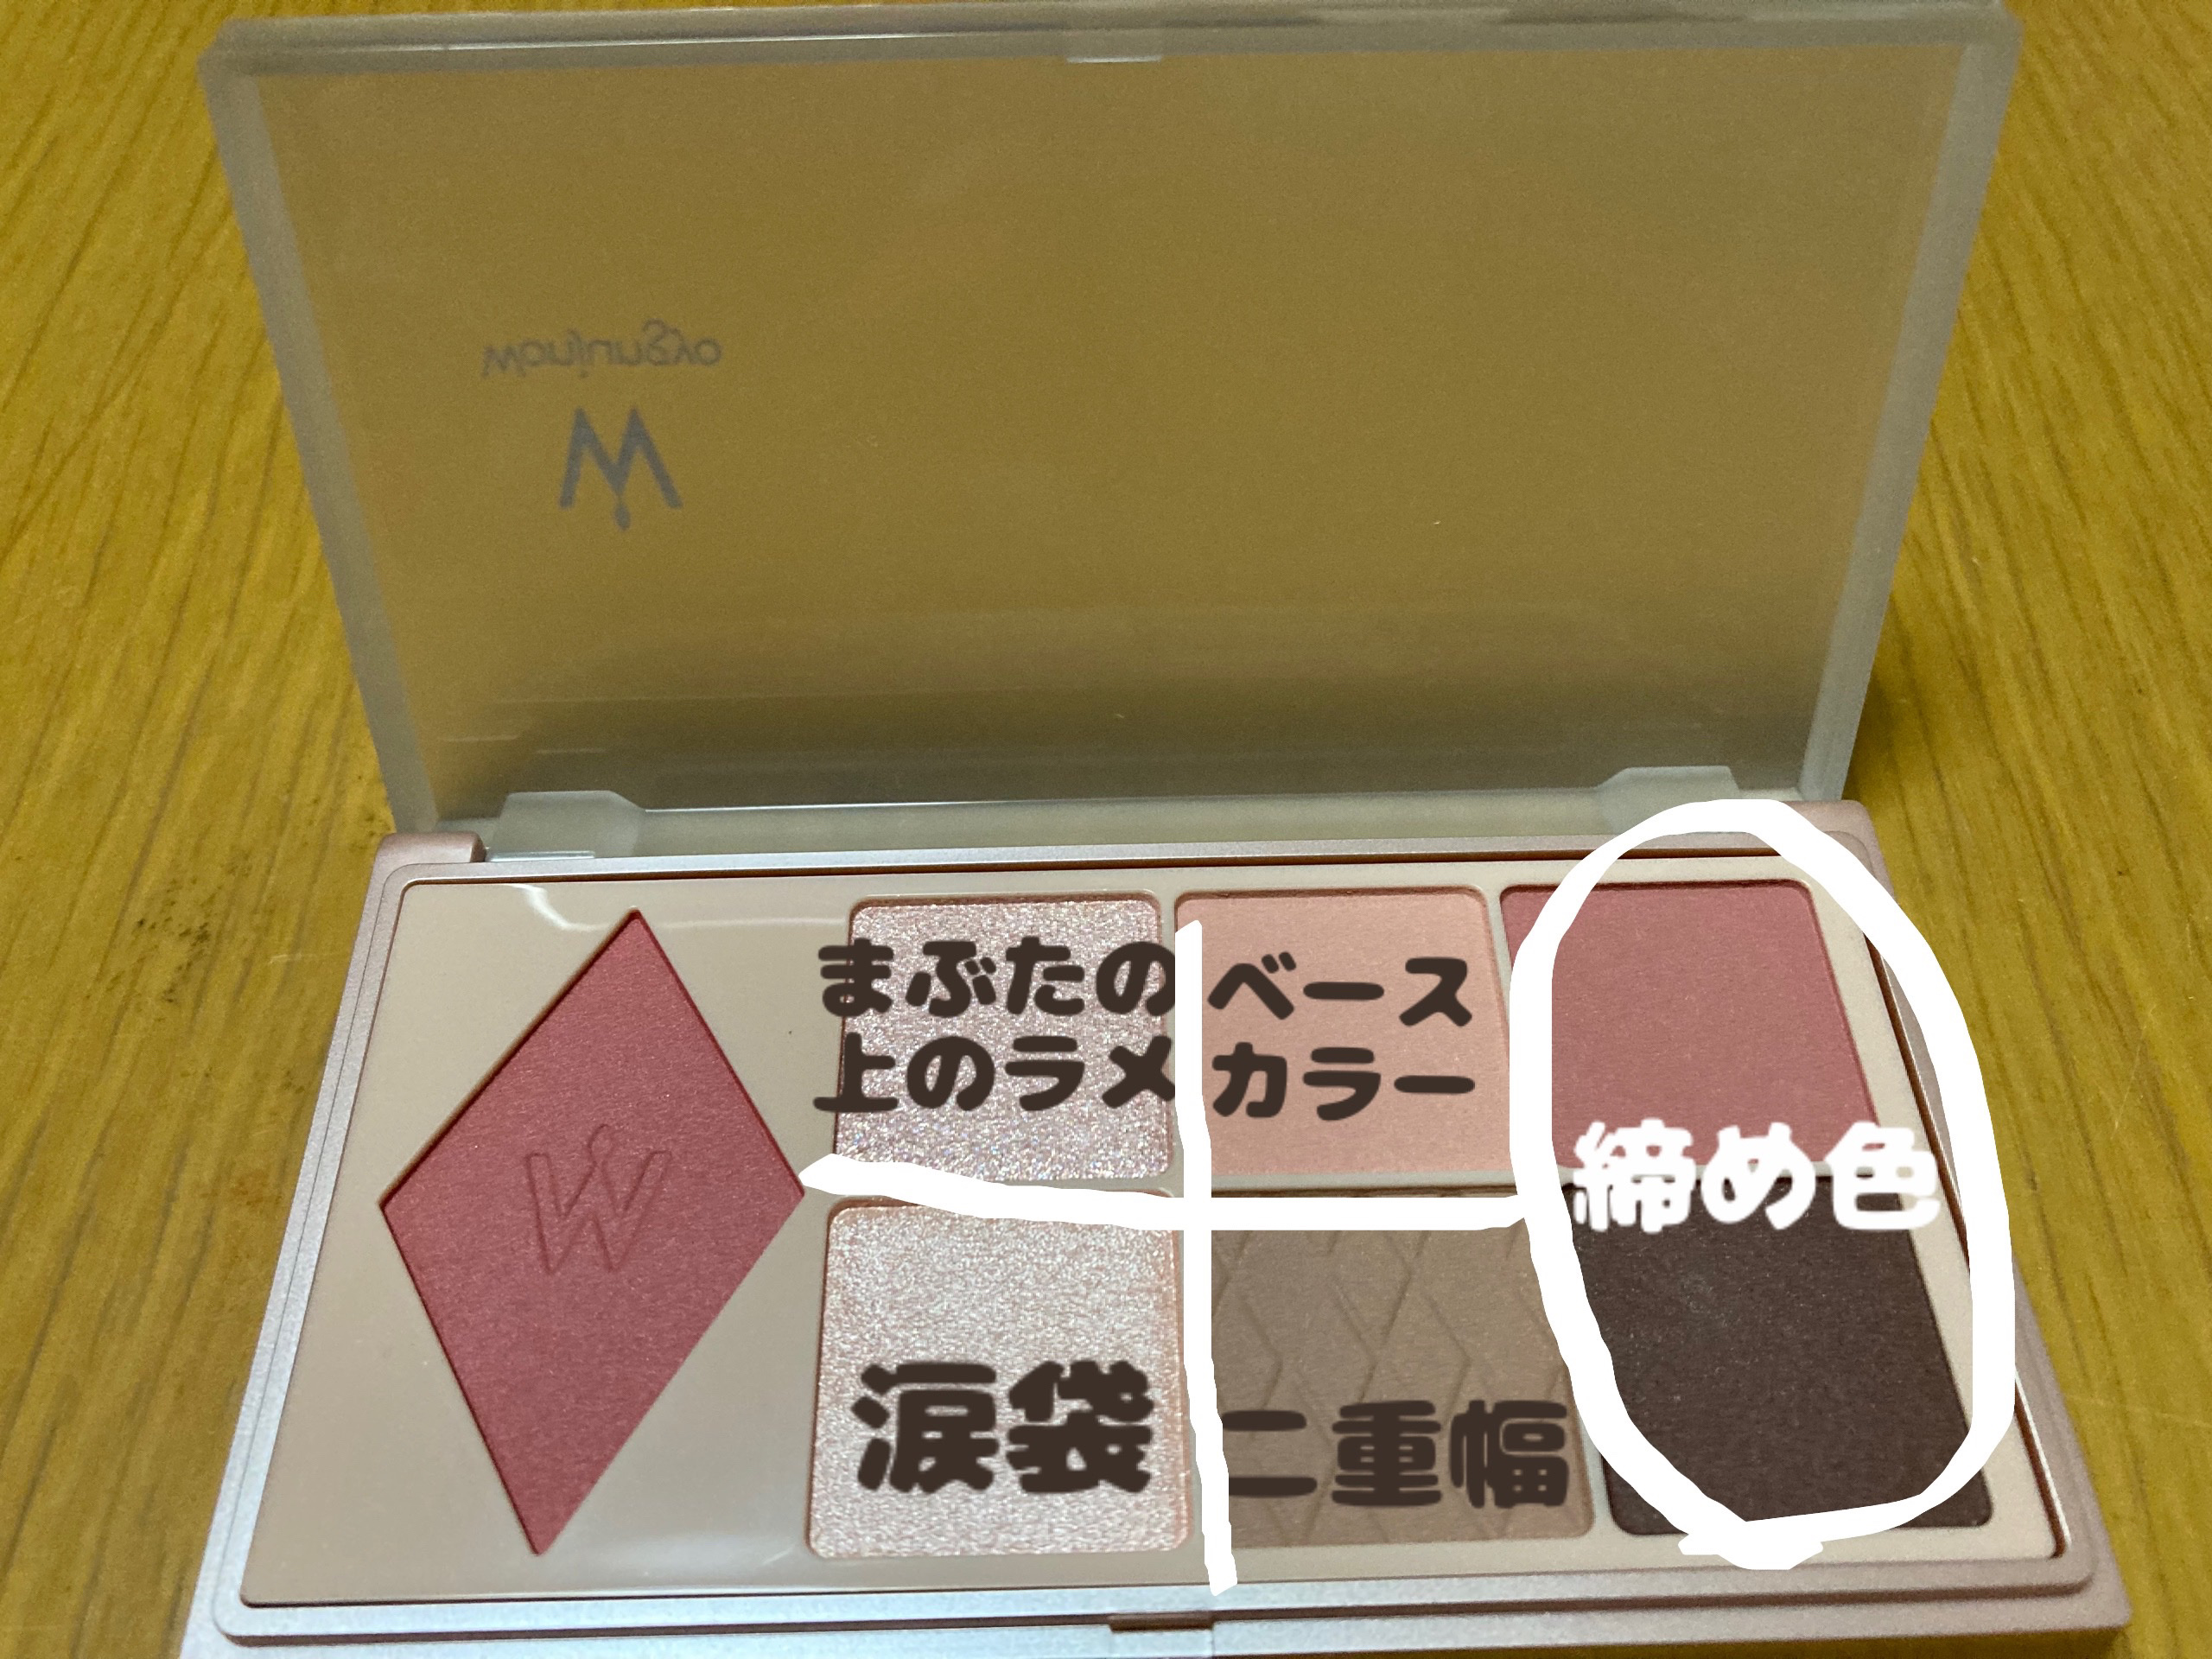 Wonjungyo
W
まぶたの
上のラメ
ベース
カラー
締め色
W
涙袋
二重幅